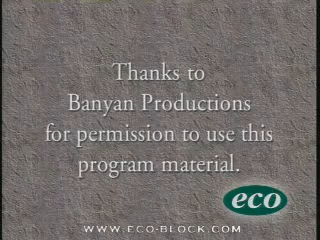 Thanks to
Banyan Productions
for permission to use this
program material.
eco
WWW.ECO-BLOCK.COM